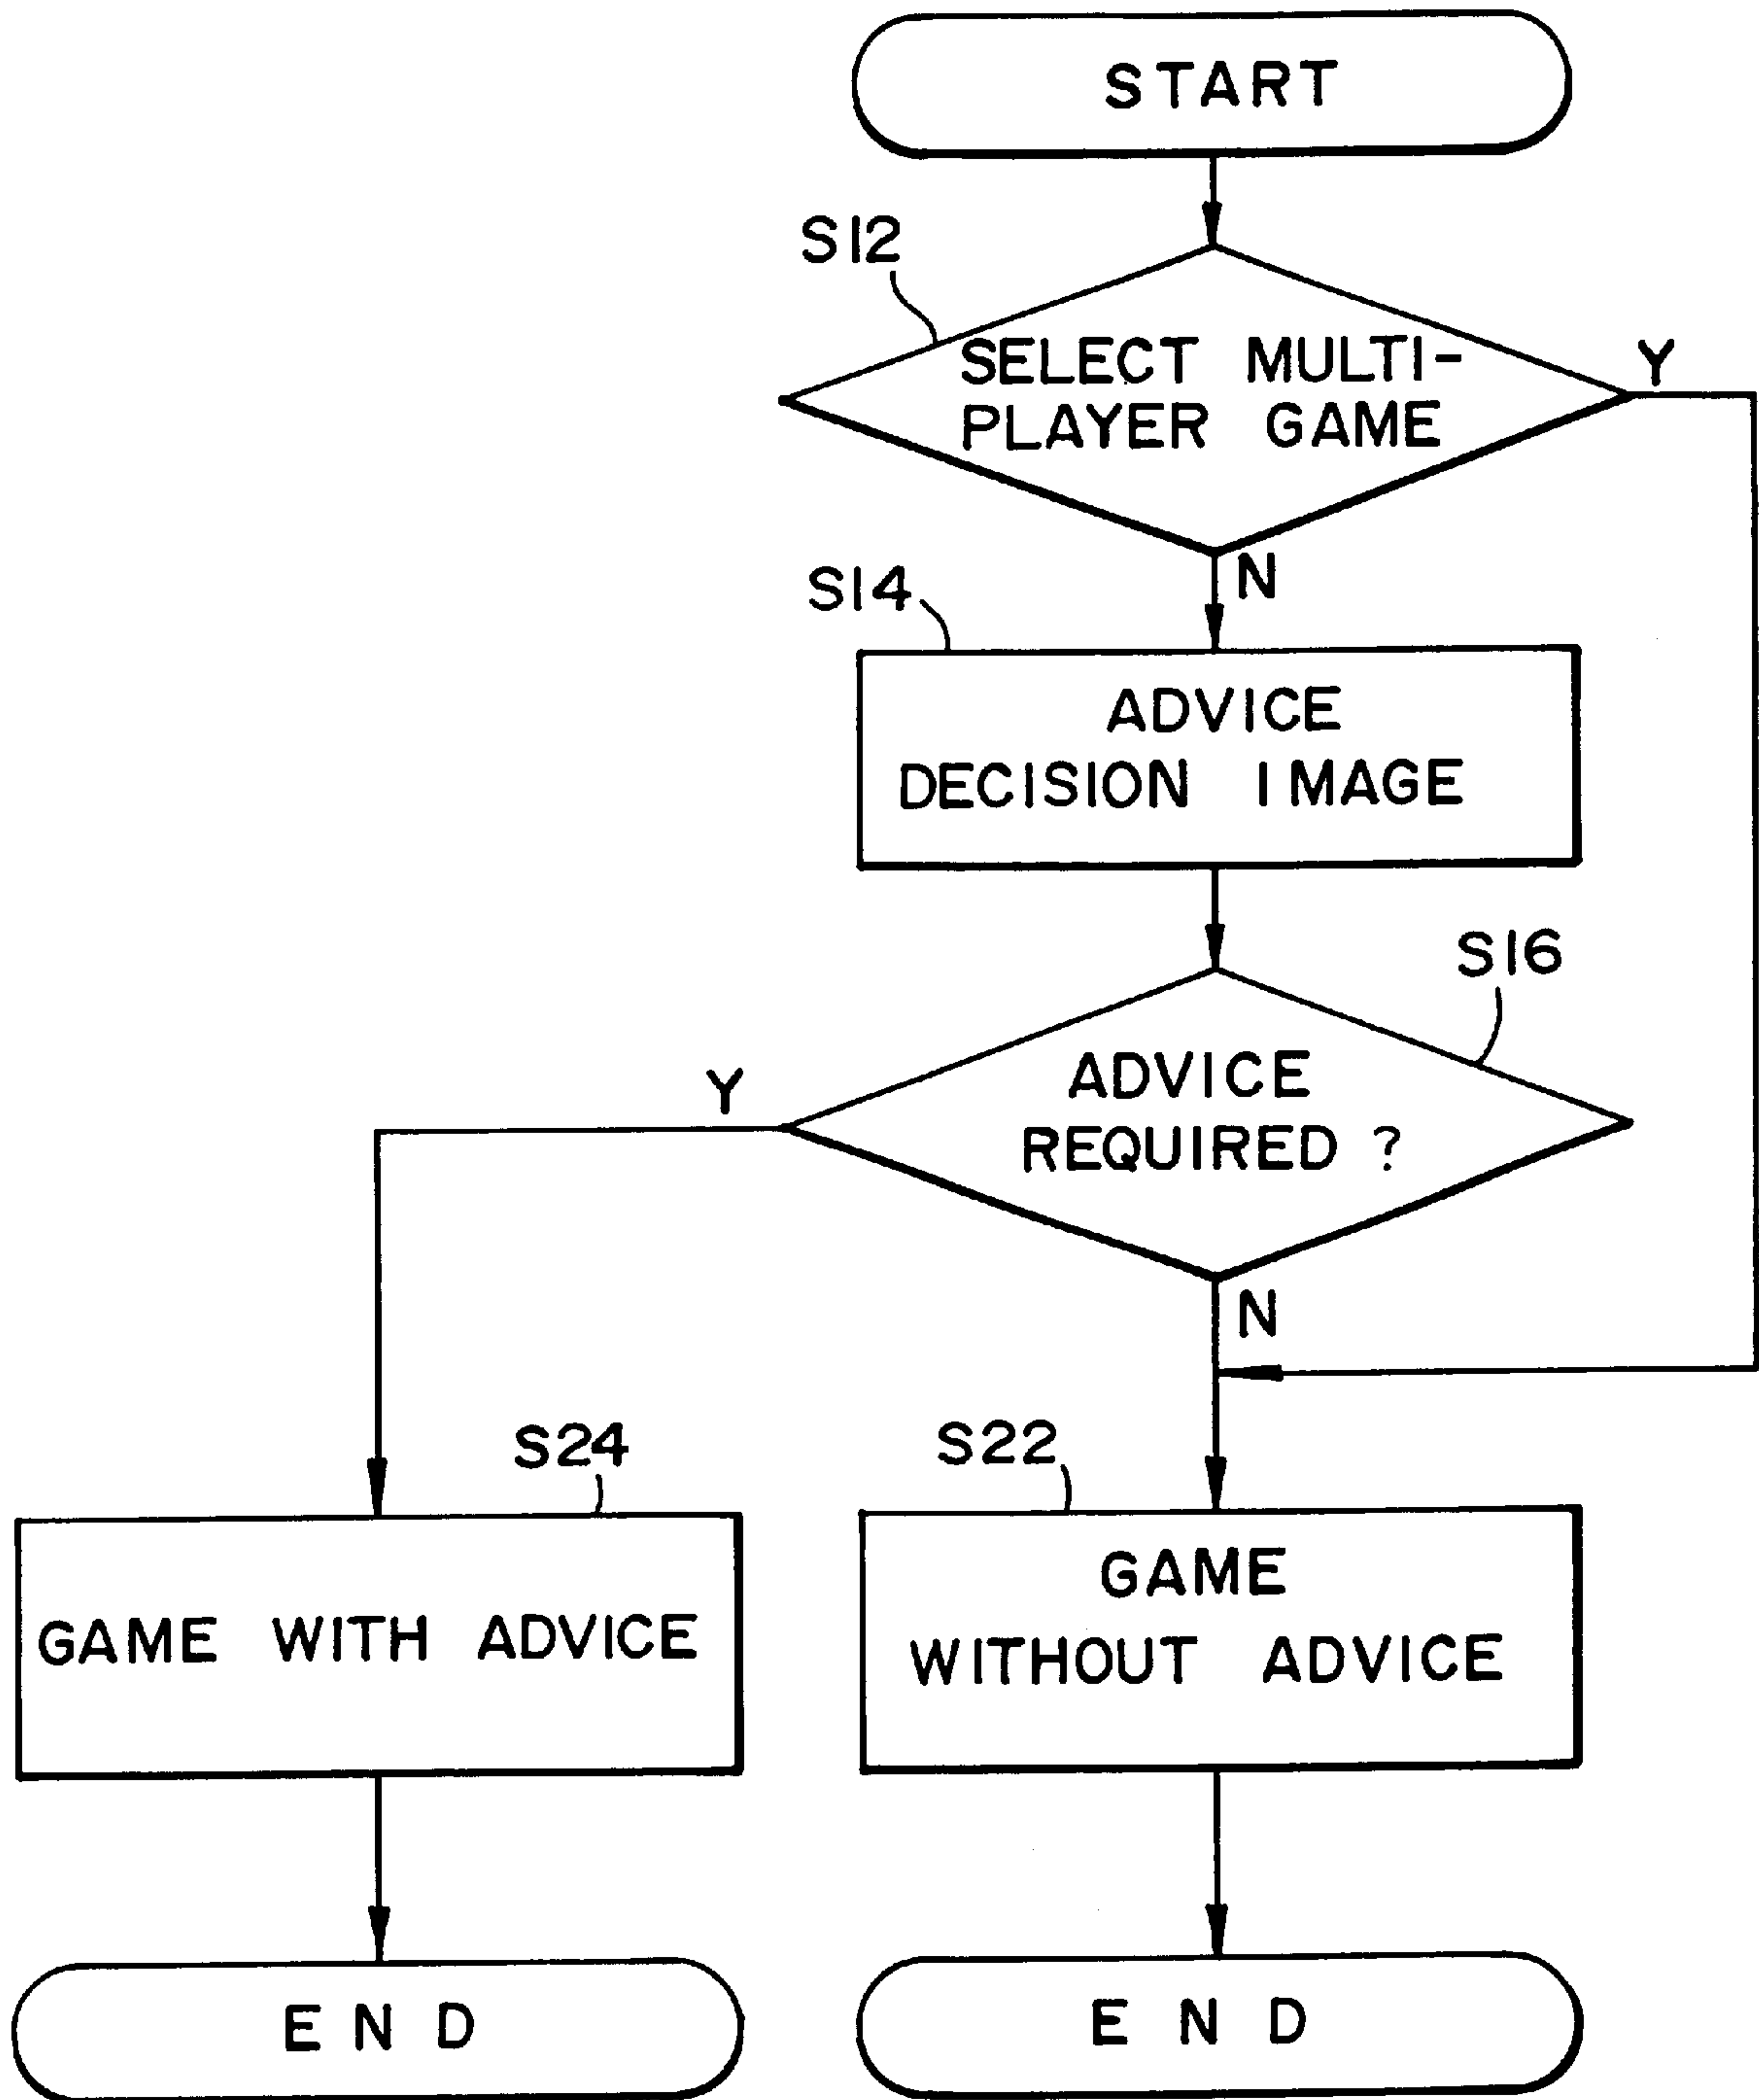 START
S12
SELECT MULTI-
PLAYER GAME
Y
N
S14
ADVICE
DECISION IMAGE
S16
ADVICE
REQUIRED ?
Y
N
S24
S22
GAME WITH ADVICE
GAME
WITHOUT ADVICE
END
END